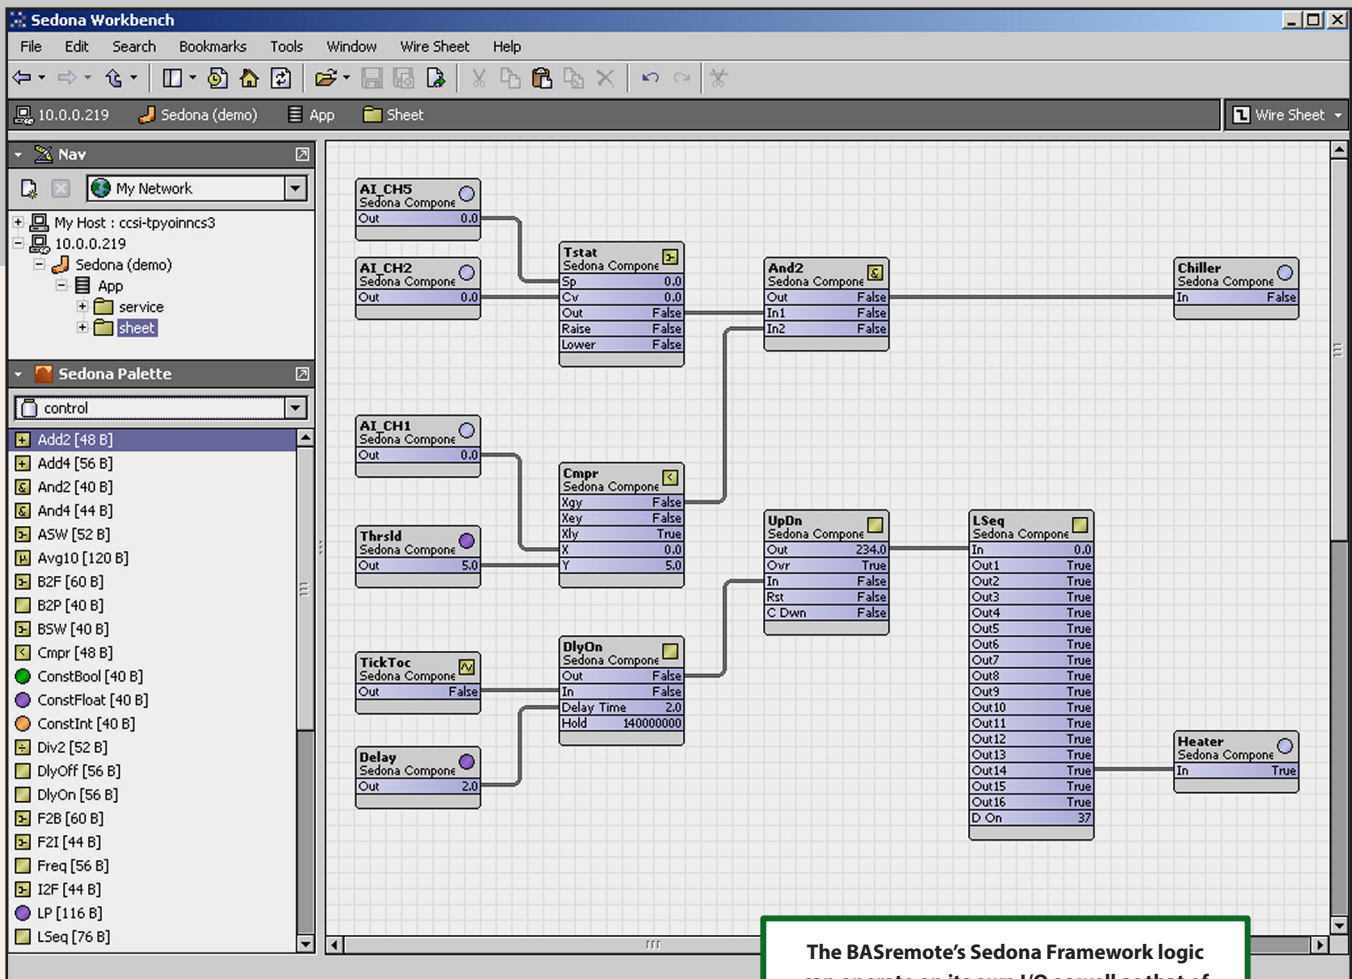 Sedona Workbench
File Edit Search Bookmarks Tools Window Wire Sheet Help
10.0.0.219 Sedona (demo) App Sheet Wire Sheet
Nav
My Network
My Host : ccsi-tpyoinncs3
10.0.0.219
Sedona (demo)
App
service
sheet
Sedona Palette
control
Add2 [48 B]
Add4 [56 B]
And2 [40 B]
And4 [44 B]
ASW [52 B]
Avg10 [120 B]
B2F [60 B]
B2P [40 B]
BSW [40 B]
Cmpr [48 B]
ConstBool [40 B]
ConstFloat [40 B]
ConstInt [40 B]
Div2 [52 B]
DlyOff [56 B]
DlyOn [56 B]
F2B [60 B]
F2I [44 B]
Freq [56 B]
I2F [44 B]
LP [116 B]
LSeq [76 B]
AI_CH5
Sedona Compone
Out 0.0
AI_CH2
Sedona Compone
Out 0.0
Tstat
Sedona Compone
Sp 0.0
Cv 0.0
Out False
Raise False
Lower False
And2
Sedona Compone
Out False
In1 False
In2 False
Chiller
Sedona Compone
In False
AI_CH1
Sedona Compone
Out 0.0
Thrsld
Sedona Compone
Out 5.0
Cmpr
Sedona Compone
Xgy False
Xey False
Xly True
X 0.0
Y 5.0
UpDn
Sedona Compone
Out 234.0
Ovr True
In False
Rst False
C Dwn False
LSeq
Sedona Compone
In 0.0
Out1 True
Out2 True
Out3 True
Out4 True
Out5 True
Out6 True
Out7 True
Out8 True
Out9 True
Out10 True
Out11 True
Out12 True
Out13 True
Out14 True
Out15 True
Out16 True
D On 37
TickToc
Sedona Compone
Out False
DlyOn
Sedona Compone
Out False
In False
Delay Time 2.0
Hold 140000000
Delay
Sedona Compone
Out 2.0
Heater
Sedona Compone
In True
The BASremote's Sedona Framework logic
can operate on its own I/O as well as that of